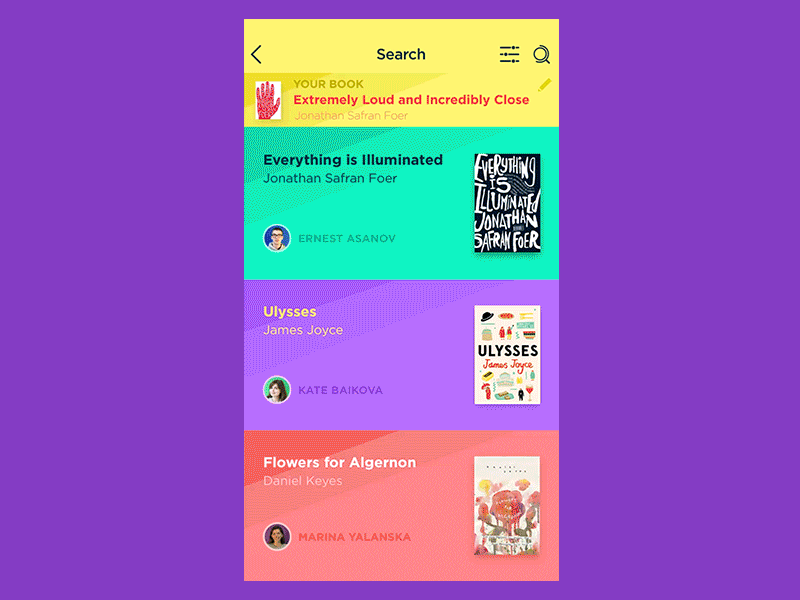 Search
YOUR BOOK
Extremely Loud and Incredibly Close
Jonathan Safran Foer
Everything is Illuminated
Jonathan Safran Foer
EVERYTHING
IS
ILLUMINATED
JONATHAN
SAFRAN FOER
ERNEST ASANOV
Ulysses
James Joyce
ULYSSES
James Joyce
KATE BAIKOVA
Flowers for Algernon
Daniel Keyes
MARINA YALANSKA